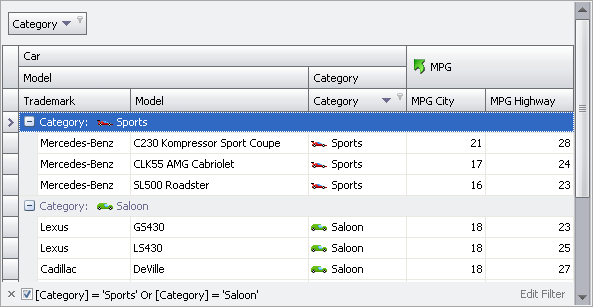 Category
Car
MPG
Model Category
Trademark Model Category MPG City MPG Highway
Category: Sports
Mercedes-Benz C230 Kompressor Sport Coupe Sports 21 28
Mercedes-Benz CLK55 AMG Cabriolet Sports 17 24
Mercedes-Benz SL500 Roadster Sports 16 23
Category: Saloon
Lexus GS430 Saloon 18 23
Lexus LS430 Saloon 18 25
Cadillac DeVille Saloon 18 27
[Category] = 'Sports' Or [Category] = 'Saloon' Edit Filter